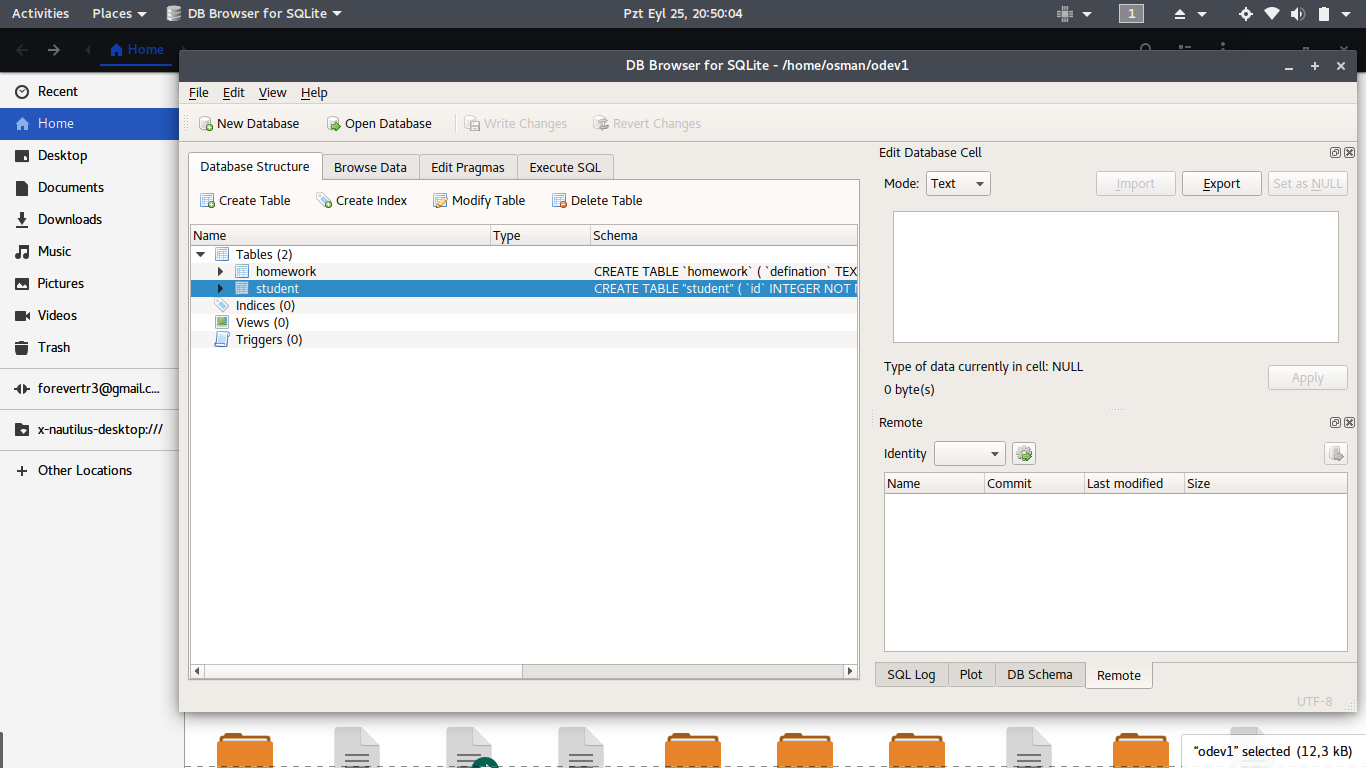 Activities Places DB Browser for SQLite Pzt Eyl 25, 20:50:04 1
Home
DB Browser for SQLite - /home/osman/odev1
File Edit View Help
New Database Open Database Write Changes Revert Changes
Recent
Home
Desktop
Documents
Downloads
Music
Pictures
Videos
Trash
forevertr3@gmail.c...
x-nautilus-desktop:///
Other Locations
Database Structure Browse Data Edit Pragmas Execute SQL
Create Table Create Index Modify Table Delete Table
Name Type Schema
Tables (2)
homework CREATE TABLE `homework` ( `defination` TEX
student CREATE TABLE "student" ( `id` INTEGER NOT
Indices (0)
Views (0)
Triggers (0)
Edit Database Cell
Mode: Text Import Export Set as NULL
Type of data currently in cell: NULL
0 byte(s)
Apply
Remote
Identity
Name Commit Last modified Size
SQL Log Plot DB Schema Remote
UTF-8
“odev1” selected (12,3 kB)